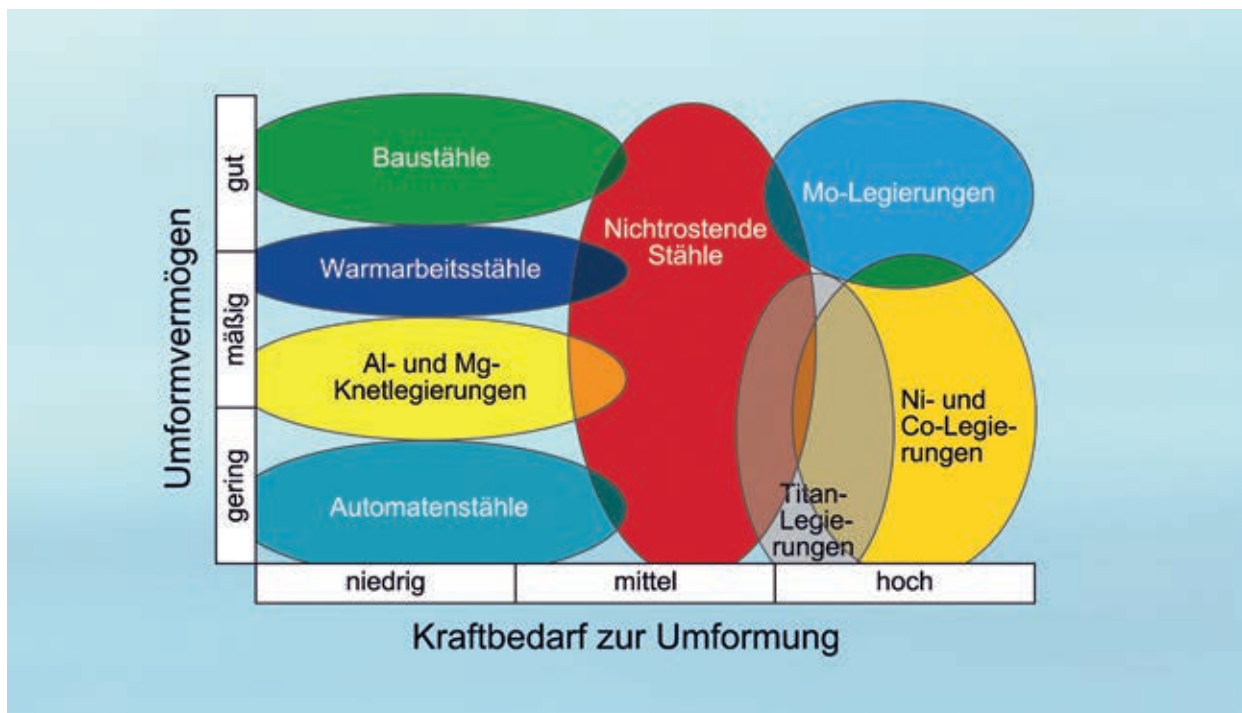 Umformvermögen
gut
mäßig
gering
Baustähle
Warmarbeitsstähle
Al- und Mg-
Knetlegierungen
Automatenstähle
Nichtrostende
Stähle
Mo-Legierungen
Ni- und
Co-Legie-
rungen
Titan-
Legie-
rungen
niedrig
mittel
hoch
Kraftbedarf zur Umformung